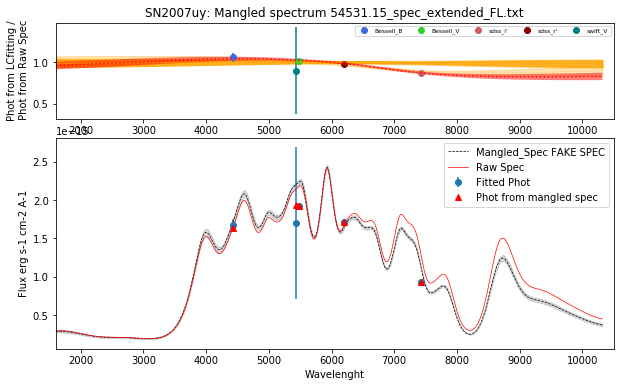 SN2007uy: Mangled spectrum 54531.15_spec_extended_FL.txt
Phot from LCfitting /
Phot from Raw Spec
1.0
0.5
Bessell_B
Bessell_V
sdss_i'
sdss_r'
swift_V
2000 3000 4000 5000 6000 7000 8000 9000 10000
Flux erg s-1 cm-2 A-1
2.5
2.0
1.5
1.0
0.5
Mangled_Spec FAKE SPEC
Raw Spec
Fitted Phot
Phot from mangled spec
2000 3000 4000 5000 6000 7000 8000 9000 10000
Wavelenght